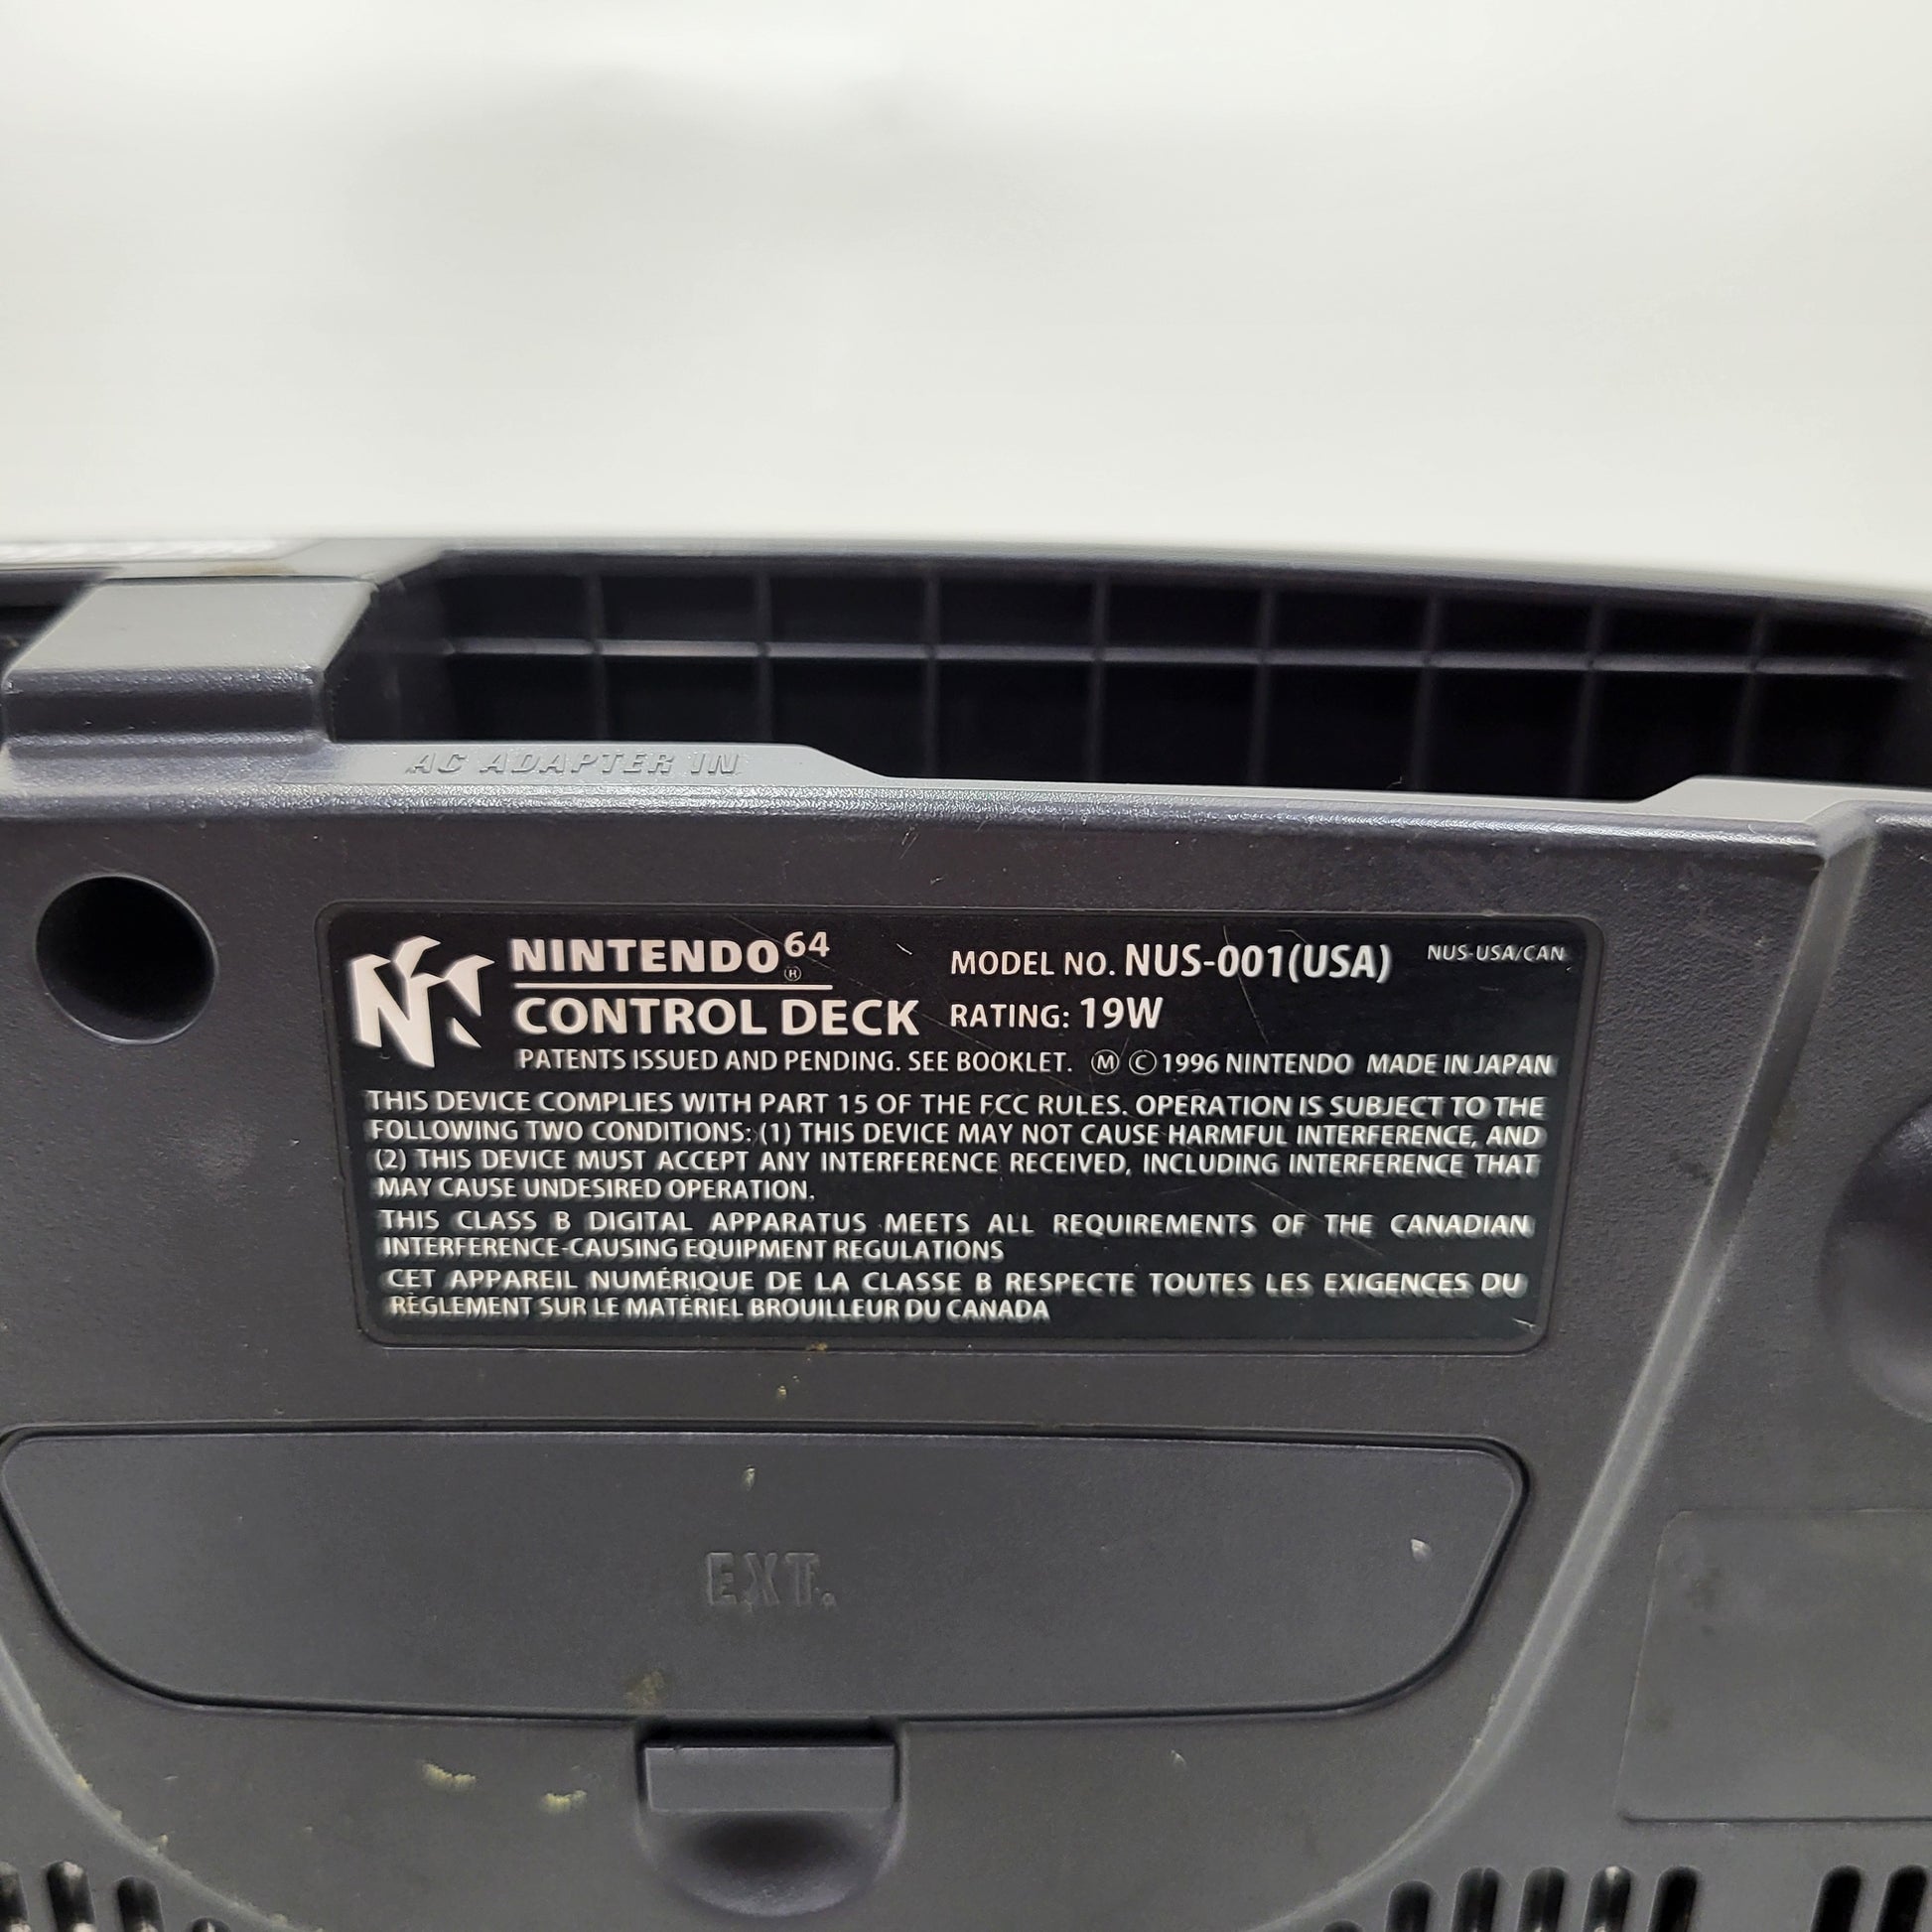 AC ADAPTER IN
NINTENDO64 ®
CONTROL DECK
MODEL NO. NUS-001(USA) NUS-USA/CAN
RATING: 19W
PATENTS ISSUED AND PENDING. SEE BOOKLET. Ⓜ © 1996 NINTENDO MADE IN JAPAN
THIS DEVICE COMPLIES WITH PART 15 OF THE FCC RULES. OPERATION IS SUBJECT TO THE
FOLLOWING TWO CONDITIONS: (1) THIS DEVICE MAY NOT CAUSE HARMFUL INTERFERENCE, AND
(2) THIS DEVICE MUST ACCEPT ANY INTERFERENCE RECEIVED, INCLUDING INTERFERENCE THAT
MAY CAUSE UNDESIRED OPERATION.
THIS CLASS B DIGITAL APPARATUS MEETS ALL REQUIREMENTS OF THE CANADIAN
INTERFERENCE-CAUSING EQUIPMENT REGULATIONS
CET APPAREIL NUMÉRIQUE DE LA CLASSE B RESPECTE TOUTES LES EXIGENCES DU
RÈGLEMENT SUR LE MATÉRIEL BROUILLEUR DU CANADA
EXT.